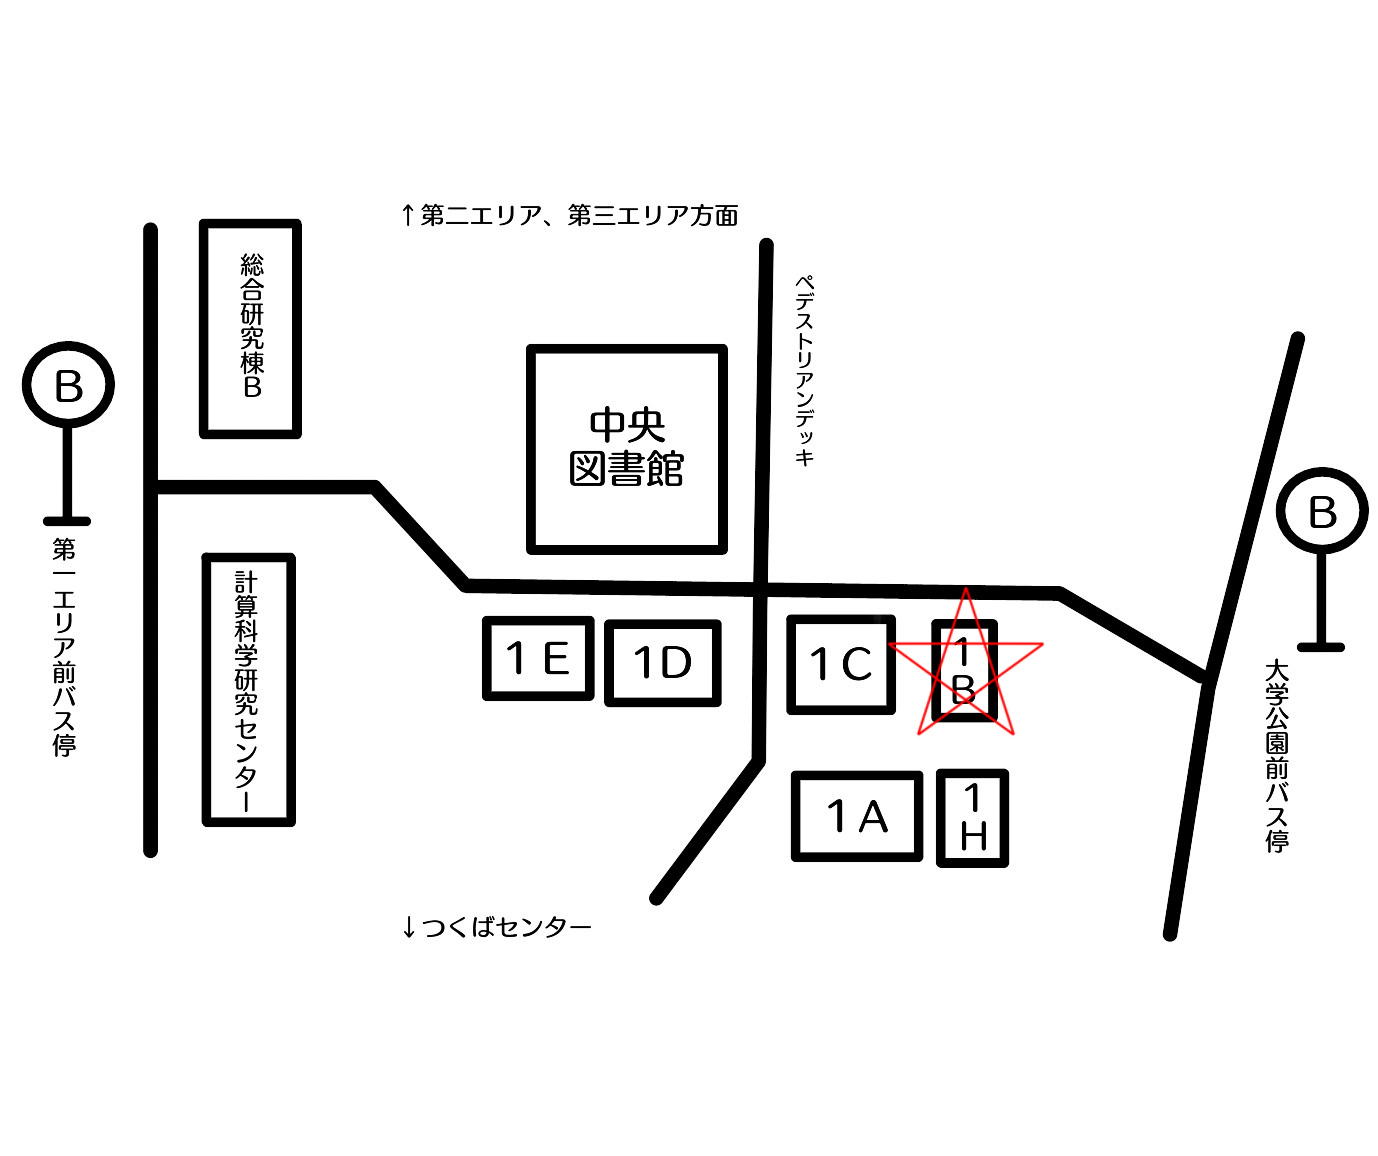 ↑第二エリア、第三エリア方面
総合研究棟B
ペデストリアンデッキ
B
第一エリア前バス停
中央
図書館
B
大学公園前バス停
計算科学研究センター
1E
1D
1C
1
B
1A
1
H
↓つくばセンター